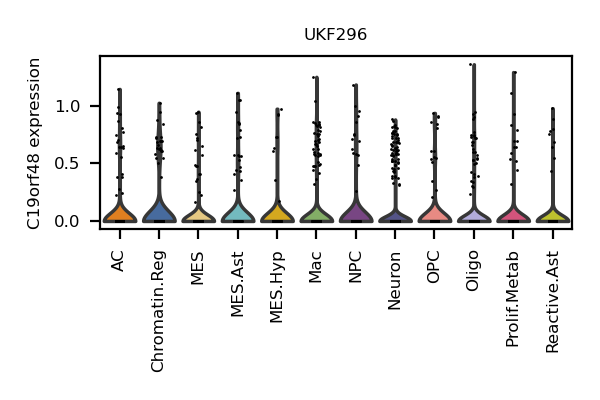 UKF296
C19orf48 expression
1.0
0.5
0.0
AC
Chromatin.Reg
MES
MES.Ast
MES.Hyp
Mac
NPC
Neuron
OPC
Oligo
Prolif.Metab
Reactive.Ast